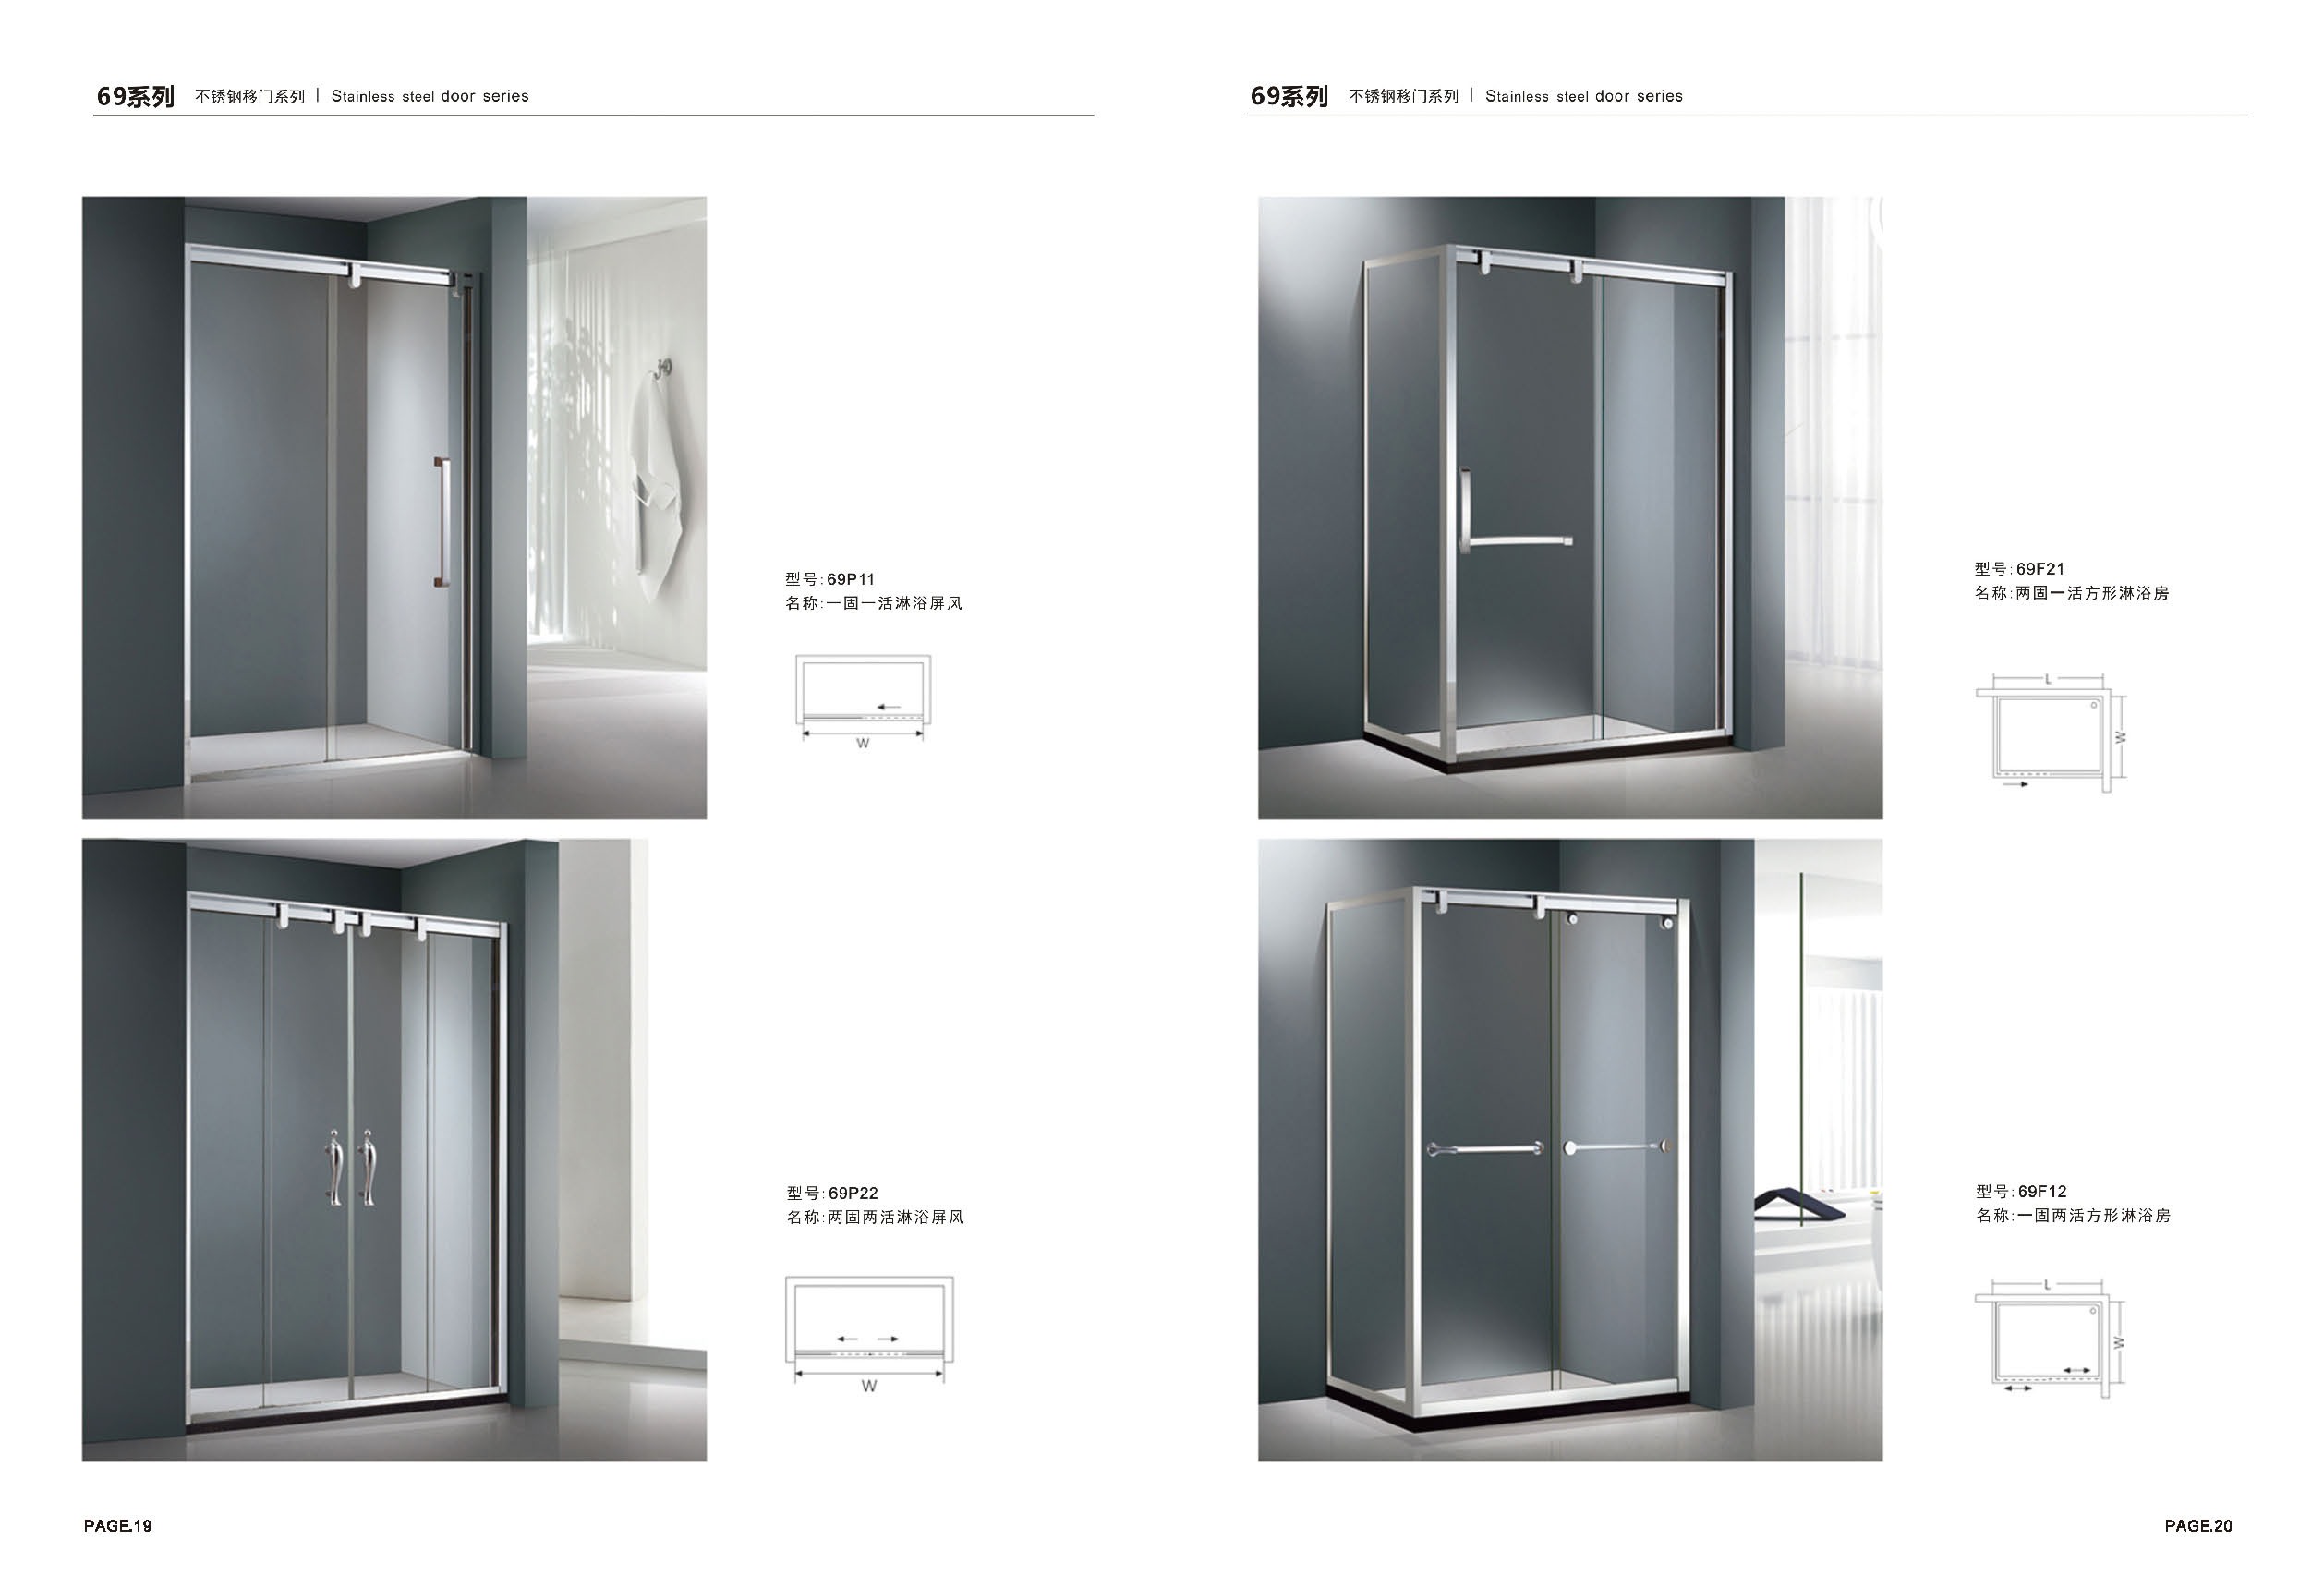 69系列 不锈钢移门系列 | Stainless steel door series
型号: 69P11
名称:一固一活淋浴屏风
W
型号: 69P22
名称:两固两活淋浴屏风
W
PAGE.19
69系列 不锈钢移门系列 | Stainless steel door series
型号: 69F21
名称:两固一活方形淋浴房
L
W
型号: 69F12
名称:一固两活方形淋浴房
L
W
PAGE.20